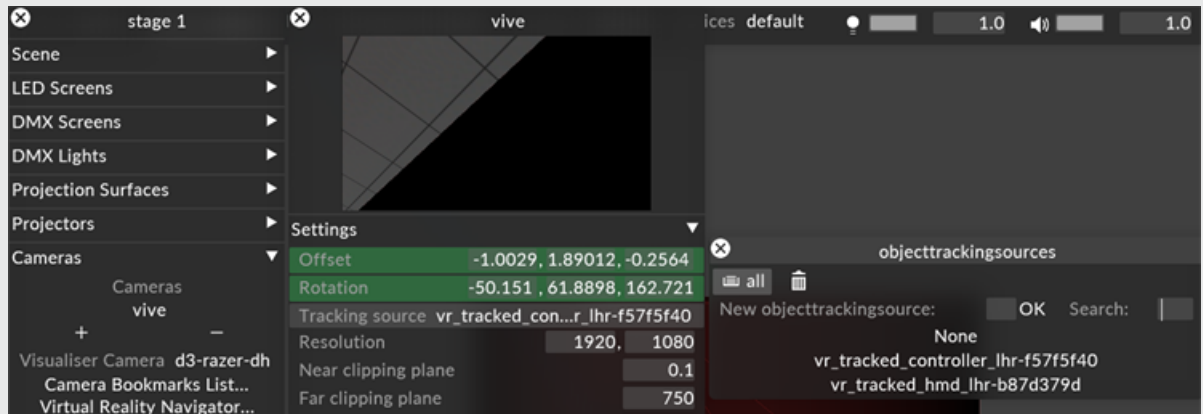 stage 1
Scene
LED Screens
DMX Screens
DMX Lights
Projection Surfaces
Projectors
Cameras
Cameras
vive
+ −
Visualiser Camera d3-razer-dh
Camera Bookmarks List...
Virtual Reality Navigator...
vive
Settings
Offset -1.0029, 1.89012, -0.2564
Rotation -50.151 , 61.8898, 162.721
Tracking source vr_tracked_con...r_lhr-f57f5f40
Resolution 1920, 1080
Near clipping plane 0.1
Far clipping plane 750
ices default 1.0 1.0
objecttrackingsources
all
New objecttrackingsource: OK Search:
None
vr_tracked_controller_lhr-f57f5f40
vr_tracked_hmd_lhr-b87d379d